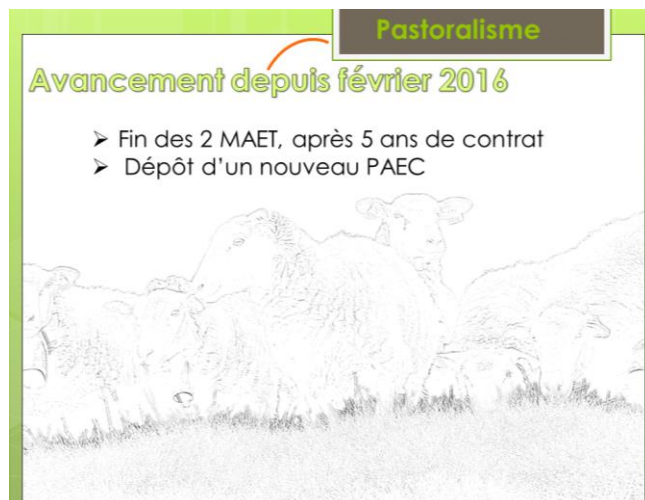 Pastoralisme
Avancement depuis février 2016
➢ Fin des 2 MAET, après 5 ans de contrat
➢ Dépôt d'un nouveau PAEC